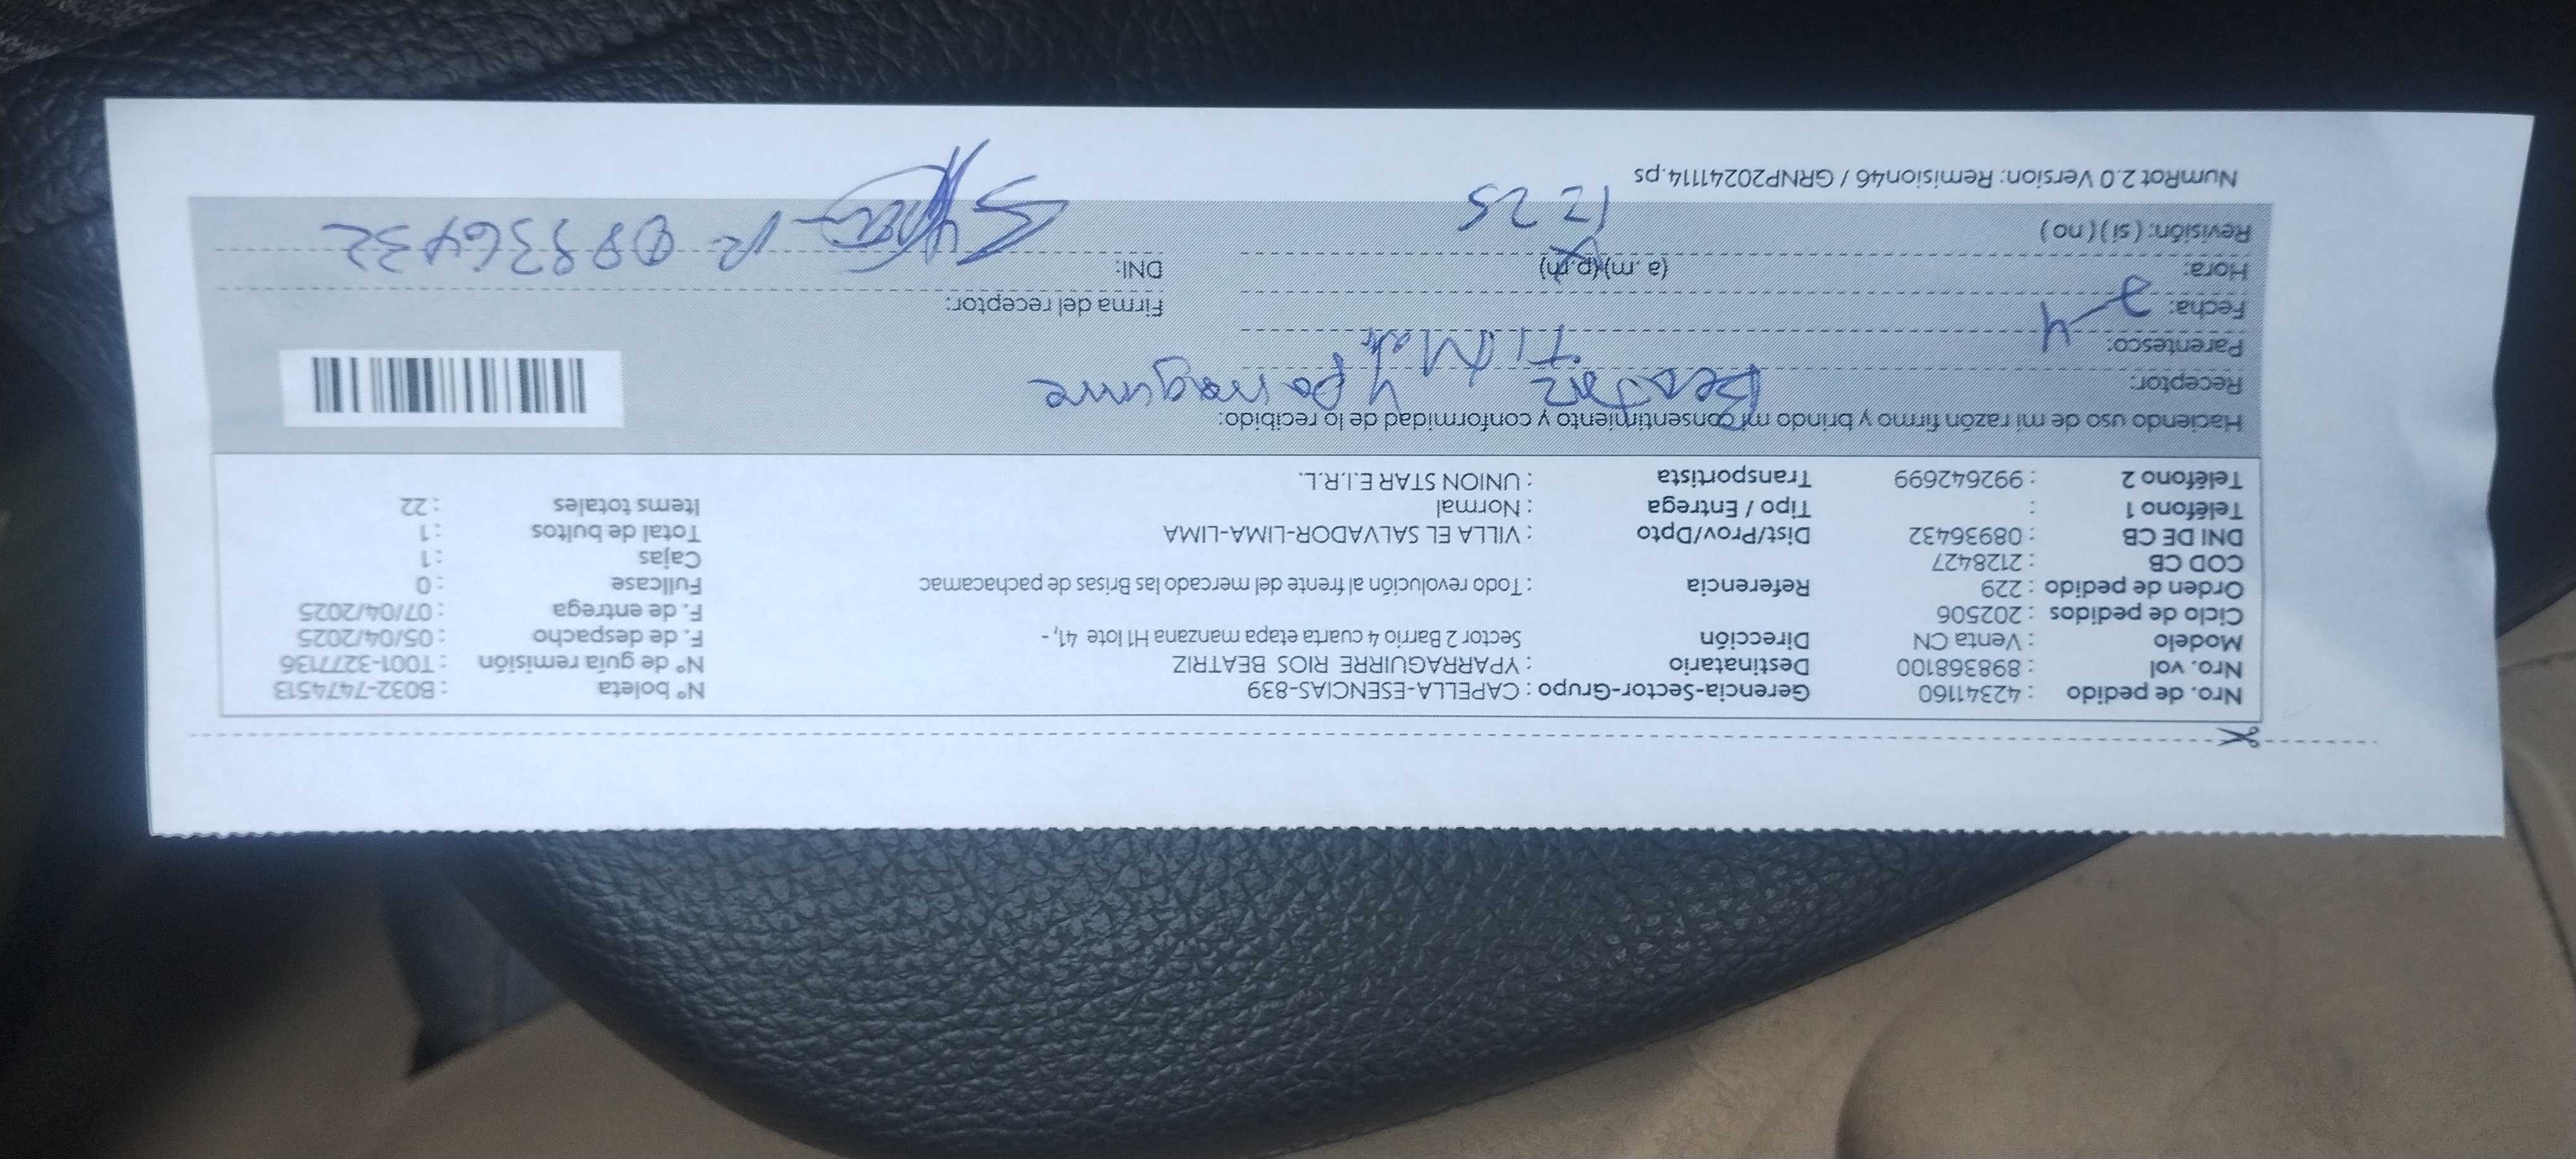 Nro. de pedido : 42341160 Gerencia-Sector-Grupo : CAPELLA-ESENCIAS-839 N° boleta : B032-7474513
Nro. vol : 898368100 Destinatario : YPARRAGUIRRE RIOS BEATRIZ N° de guía remisión : T001-3277136
Modelo : Venta CN Dirección Sector 2 Barrio 4 cuarta etapa manzana H1 lote 41, - F. de despacho : 05/04/2025
Ciclo de pedidos : 202506 F. de entrega : 07/04/2025
Orden de pedido : 229 Referencia : Todo revolución al frente del mercado las Brisas de pachacamac Fullcase : 0
COD CB : 2128427 Cajas : 1
DNI DE CB : 08936432 Dist/Prov/Dpto : VILLA EL SALVADOR-LIMA-LIMA Total de bultos : 1
Teléfono 1 : Tipo / Entrega : Normal Items totales : 22
Teléfono 2 : 992642699 Transportista : UNION STAR E.I.R.L.
Haciendo uso de mi razón firmo y brindo mi consentimiento y conformidad de lo recibido:
Receptor: Beatriz Yparraguirre
Parentesco:
Fecha: 7-4 Firma del receptor:
Hora: (a .m) (p.m) DNI: 08936432
Revisión: ( sí ) ( no ) 12 25
NumRot 2.0 Version: Remision46 / GRNP20241114.ps